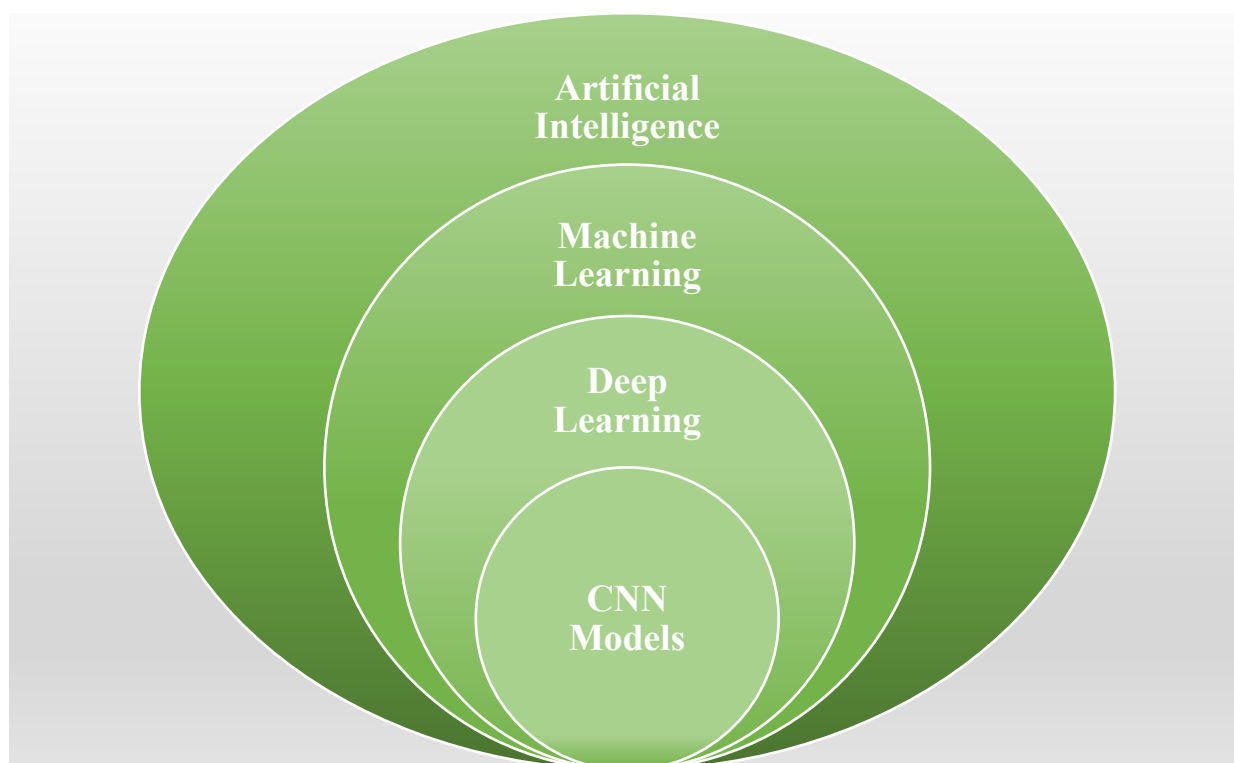 Artificial
Intelligence
Machine
Learning
Deep
Learning
CNN
Models